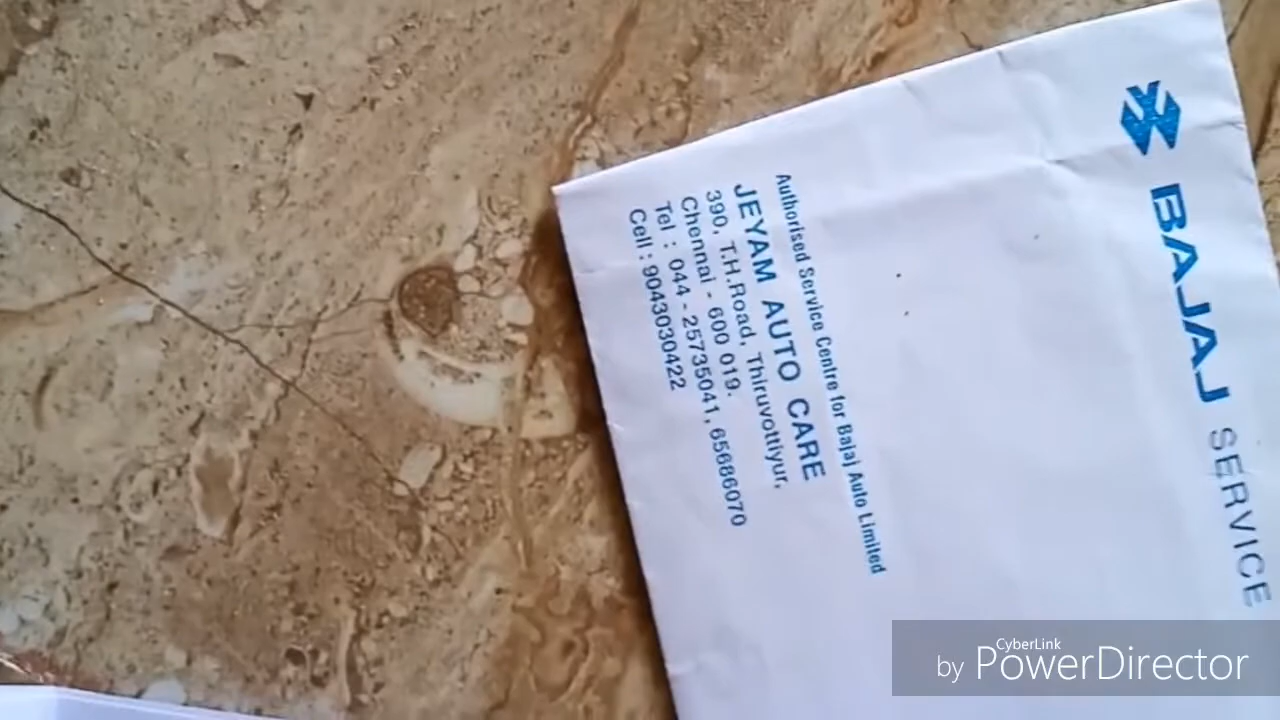 BAJAJ SERVICE
Authorised Service Centre for Bajaj Auto Limited
JEYAM AUTO CARE
390, T.H.Road, Thiruvottiyur,
Chennai - 600 019.
Tel : 044 - 25735041, 65686070
Cell : 9043030422
CyberLink
by PowerDirector